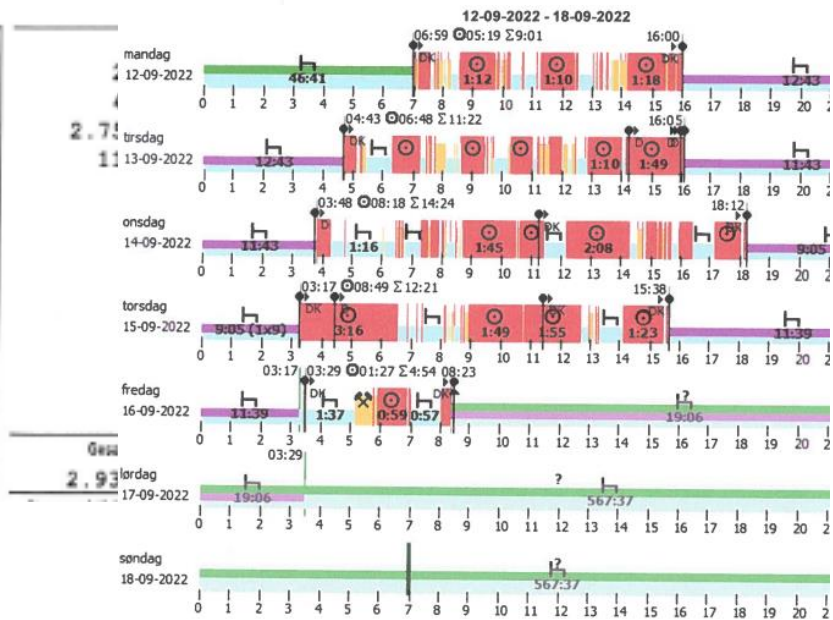 12-09-2022 - 18-09-2022
06:59 05:19 Σ9:01 16:00
mandag
12-09-2022
DK DK
46:41 1:12 1:10 1:18 12:43
0 1 2 3 4 5 6 7 8 9 10 11 12 13 14 15 16 17 18 19 20
04:43 06:48 Σ11:22 16:05
tirsdag
13-09-2022
DK D D
12:43 1:10 1:49 11:43
0 1 2 3 4 5 6 7 8 9 10 11 12 13 14 15 16 17 18 19 20
03:48 08:18 Σ14:24 18:12
onsdag
14-09-2022
D DK
11:43 1:16 1:45 2:08 9:05
0 1 2 3 4 5 6 7 8 9 10 11 12 13 14 15 16 17 18 19 20
03:17 08:49 Σ12:21 15:38
torsdag
15-09-2022
DK DK DK
9:05 (1x9) 3:16 1:49 1:55 1:23 11:39
0 1 2 3 4 5 6 7 8 9 10 11 12 13 14 15 16 17 18 19 20
03:17 03:29 01:27 Σ4:54 08:23
fredag
16-09-2022
DK DK ?
11:39 1:37 0:59 0:57 19:06
0 1 2 3 4 5 6 7 8 9 10 11 12 13 14 15 16 17 18 19 20
03:29
lørdag
17-09-2022
?
19:06 567:37
0 1 2 3 4 5 6 7 8 9 10 11 12 13 14 15 16 17 18 19 20
søndag
18-09-2022
?
567:37
0 1 2 3 4 5 6 7 8 9 10 11 12 13 14 15 16 17 18 19 20
2.75
11
2.93